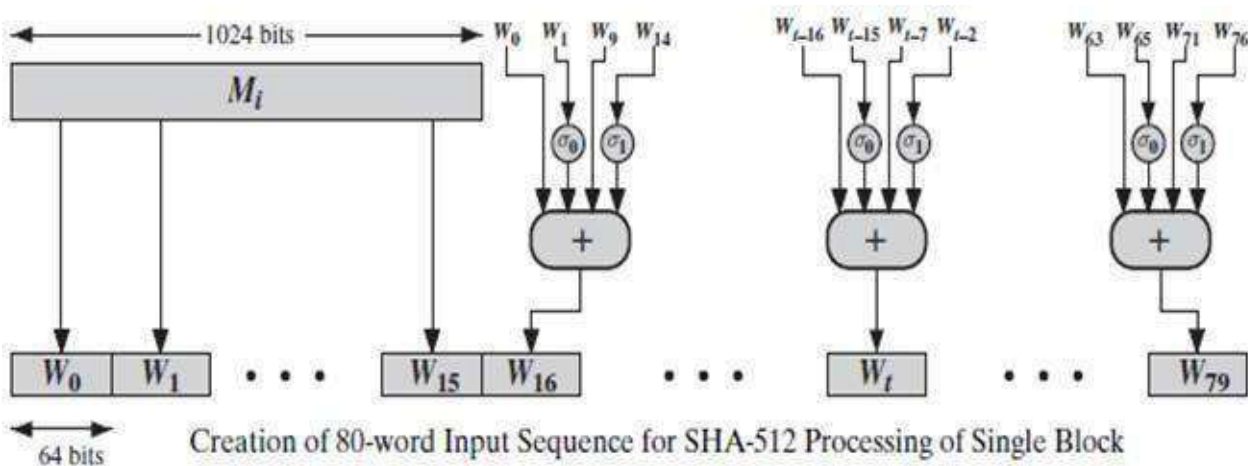 1024 bits
W0 W1 W9 W14
Wt–16 Wt–15 Wt–7 Wt–2
W63 W65 W71 W76
Mi
σ0 σ1
σ0 σ1
σ0 σ1
+
+
+
W0 W1 • • • W15 W16 • • • Wt • • • W79
64 bits
Creation of 80-word Input Sequence for SHA-512 Processing of Single Block